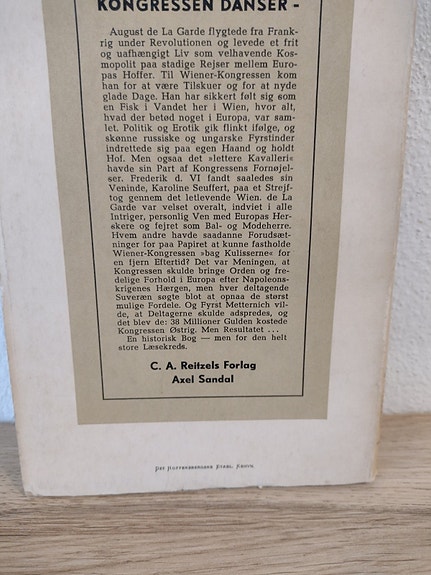 KONGRESSEN DANSER -
August de La Garde flygtede fra Frank-
rig under Revolutionen og levede et frit
og uafhængigt Liv som velhavende Kos-
mopolit paa stadige Rejser mellem Euro-
pas Hoffer. Til Wiener-Kongressen kom
han for at være Tilskuer og for at nyde
glade Dage. Han har sikkert følt sig som
en Fisk i Vandet her i Wien, hvor alt,
hvad der betød noget i Europa, var sam-
let. Politik og Erotik gik flinkt ifølge, og
skønne russiske og ungarske Fyrstinder
indrettede sig paa egen Haand og holdt
Hof. Men ogsaa det »lettere Kavalleri«
havde sin Part af Kongressens Fornøjel-
ser. Frederik d. VI fandt saaledes sin
Veninde, Karoline Seuffert, paa et Strejf-
tog gennem det letlevende Wien. de La
Garde var velset overalt, indviet i alle
Intriger, personlig Ven med Europas Her-
skere og fejret som Bal- og Modeherre.
Hvem andre havde saadanne Forudsæt-
ninger for paa Papiret at kunne fastholde
Wiener-Kongressen »bag Kulisserne« for
en fjern Eftertid? Det var Meningen, at
Kongressen skulde bringe Orden og fre-
delige Forhold i Europa efter Napoleons-
krigenes Hærgen, men hver deltagende
Suveræn søgte blot at opnaa de størst
mulige Fordele. Og Fyrst Metternich vil-
de, at Deltagerne skulde adspredes, og
det blev de: 38 Millioner Gulden kostede
Kongressen Østrig. Men Resultatet ...
En historisk Bog — men for den helt
store Læsekreds.
C. A. Reitzels Forlag
Axel Sandal